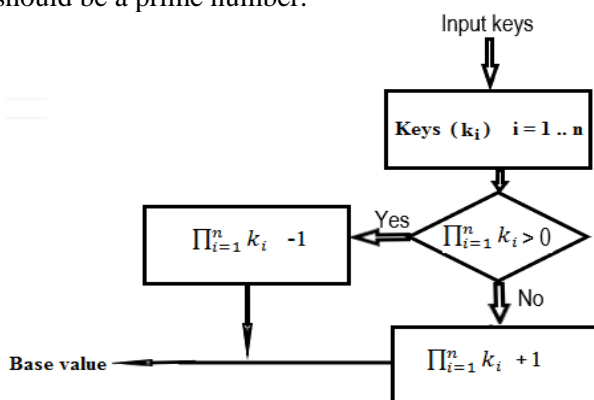 should be a prime number.
Input keys
Keys (kᵢ) i = 1 .. n
Yes
∏ⁿᵢ₌₁ kᵢ -1
∏ⁿᵢ₌₁ kᵢ > 0
No
Base value
∏ⁿᵢ₌₁ kᵢ +1